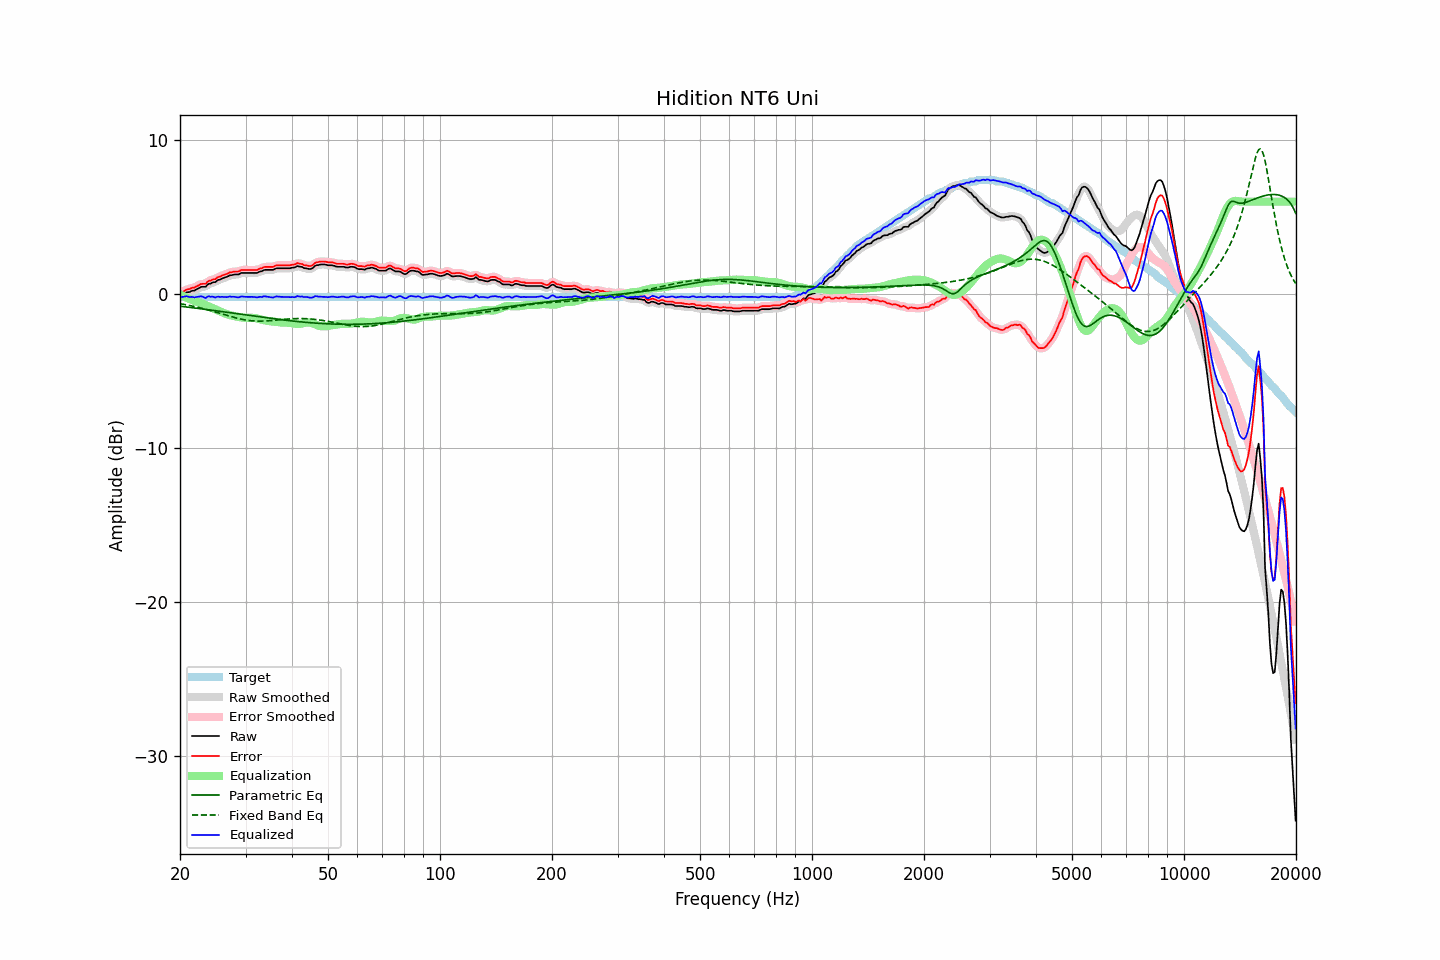 Hidition NT6 Uni
10
0
−10
−20
−30
Amplitude (dBr)
Target
Raw Smoothed
Error Smoothed
Raw
Error
Equalization
Parametric Eq
Fixed Band Eq
Equalized
20 50 100 200 500 1000 2000 5000 10000 20000
Frequency (Hz)